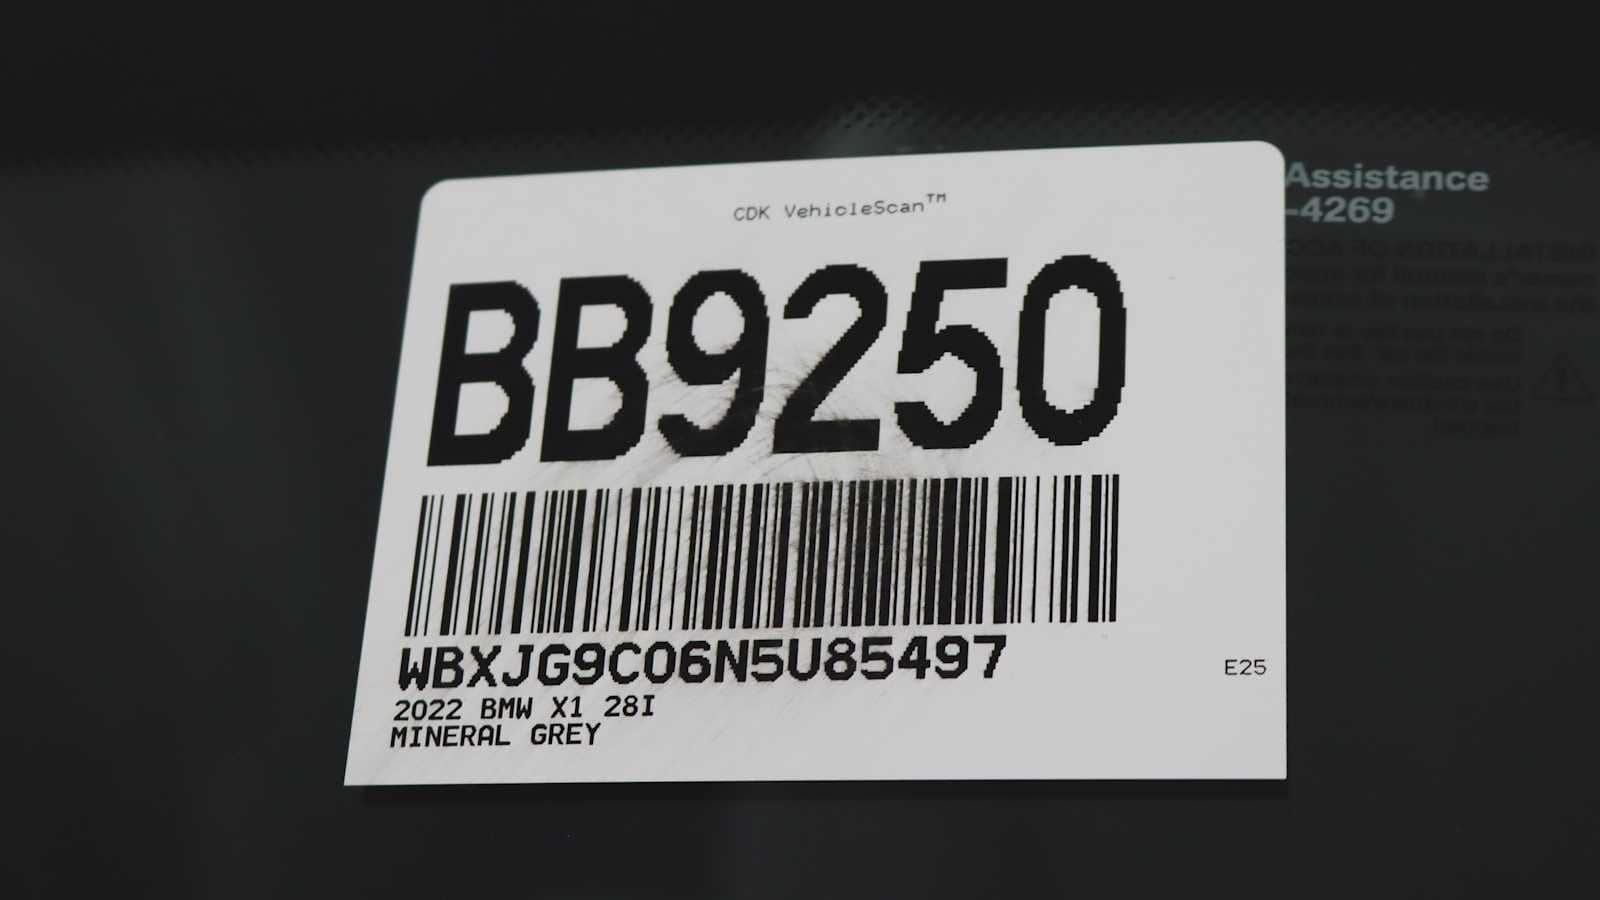 CDK VehicleScan™
BB9250
WBXJG9C06N5U85497
2022 BMW X1 28I
MINERAL GREY
E25
Assistance
-4269